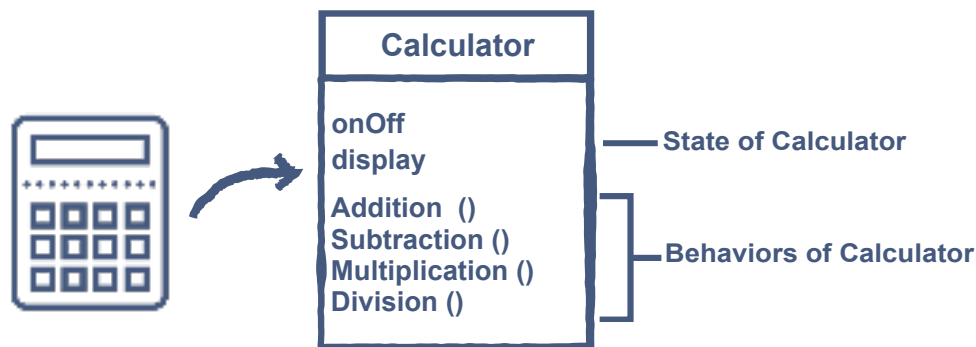 Calculator
onOff
display
Addition ()
Subtraction ()
Multiplication ()
Division ()
State of Calculator
Behaviors of Calculator